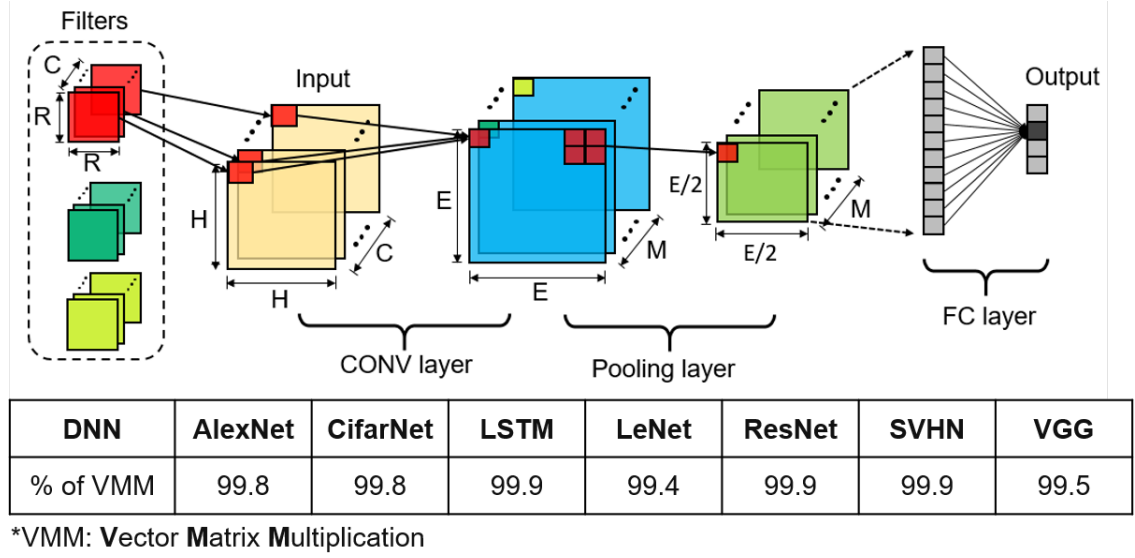 Filters
C
R
R
Input
H
H
C
CONV layer
E
E
M
Pooling layer
E/2
E/2
M
FC layer
Output
DNN AlexNet CifarNet LSTM LeNet ResNet SVHN VGG
% of VMM 99.8 99.8 99.9 99.4 99.9 99.9 99.5
*VMM: Vector Matrix Multiplication